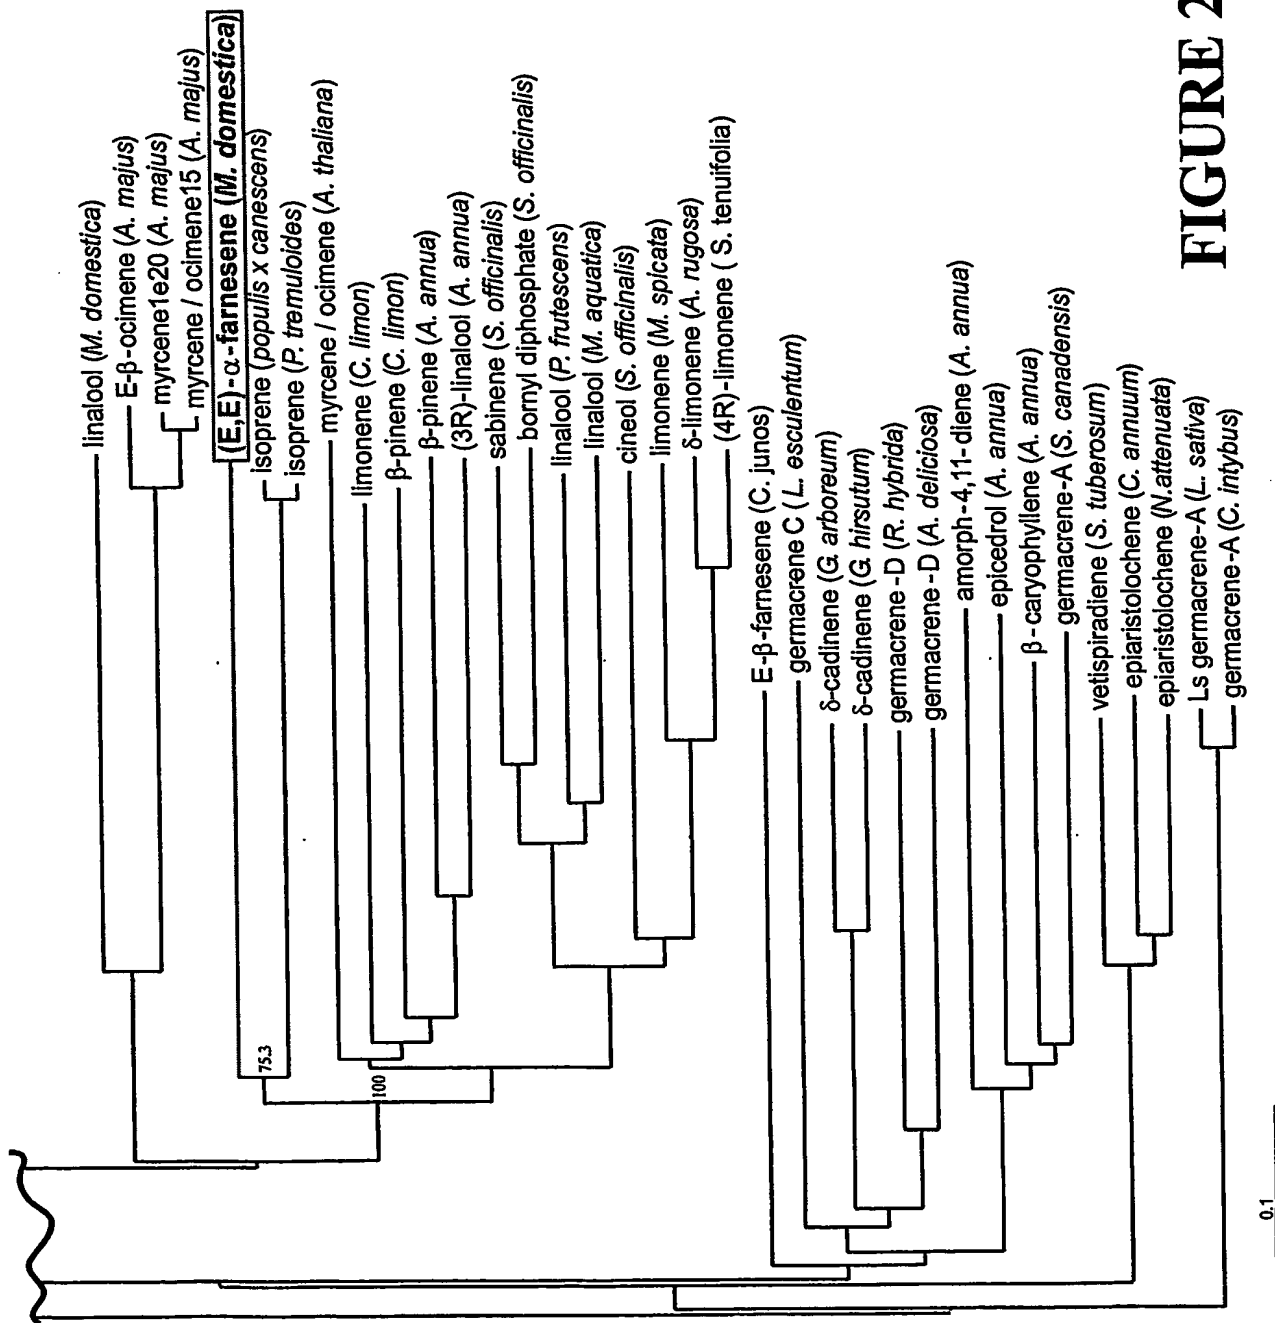 linalool (M. domestica)
E-β-ocimene (A. majus)
myrcene1e20 (A. majus)
myrcene / ocimene15 (A. majus)
(E,E)-α-farnesene (M. domestica)
isoprene (populis x canescens)
isoprene (P. tremuloides)
myrcene / ocimene (A. thaliana)
limonene (C. limon)
β-pinene (C. limon)
β-pinene (A. annua)
(3R)-linalool (A. annua)
sabinene (S. officinalis)
bornyl diphosphate (S. officinalis)
linalool (P. frutescens)
linalool (M. aquatica)
cineol (S. officinalis)
limonene (M. spicata)
δ-limonene (A. rugosa)
(4R)-limonene ( S. tenuifolia)
E-β-farnesene (C. junos)
germacrene C (L. esculentum)
δ-cadinene (G. arboreum)
δ-cadinene (G. hirsutum)
germacrene -D (R. hybrida)
germacrene -D (A. deliciosa)
amorph-4,11-diene (A. annua)
epicedrol (A. annua)
β -caryophyllene (A. annua)
germacrene-A (S. canadensis)
vetispiradiene (S. tuberosum)
epiaristolochene (C. annuum)
epiaristolochene (N.attenuata)
Ls germacrene-A (L. sativa)
germacrene-A (C. intybus)
75.3
100
0.1
FIGURE 2